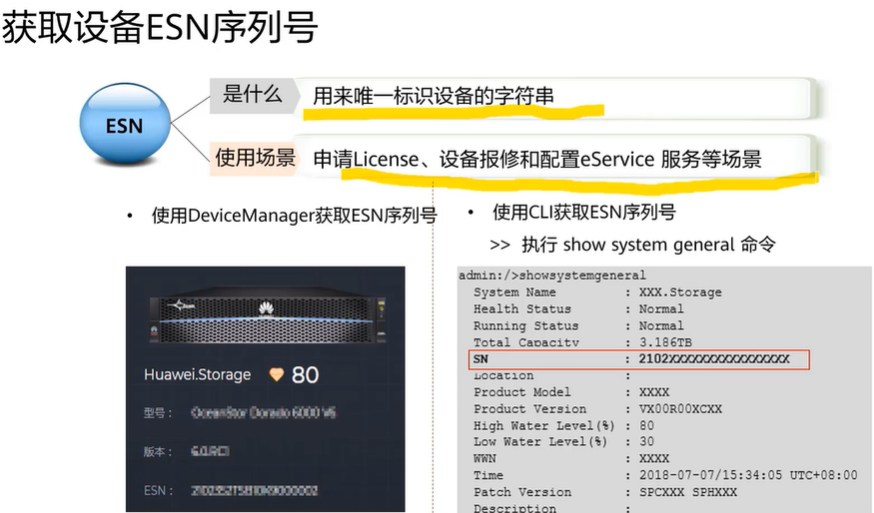 获取设备ESN序列号
ESN
是什么
用来唯一标识设备的字符串
使用场景
申请License、设备报修和配置eService 服务等场景
• 使用DeviceManager获取ESN序列号
Huawei.Storage 80
型号：
版本：
ESN：
• 使用CLI获取ESN序列号
>> 执行 show system general 命令
admin:/>showsystemgeneral
System Name : XXX.Storage
Health Status : Normal
Running Status : Normal
Total Capacity : 3.186TB
SN : 2102XXXXXXXXXXXXXXXX
Location :
Product Model : XXXX
Product Version : VX00R00XCXX
High Water Level(%) : 80
Low Water Level(%) : 30
WWN : XXXX
Time : 2018-07-07/15:34:05 UTC+08:00
Patch Version : SPCXXX SPHXXX
Description :